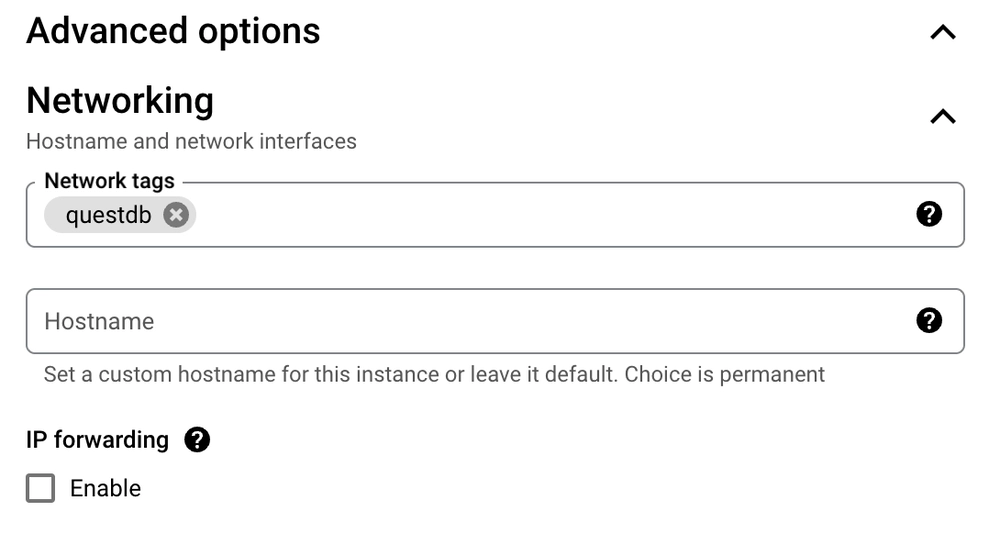 Advanced options
Networking
Hostname and network interfaces
Network tags
questdb
Hostname
Set a custom hostname for this instance or leave it default. Choice is permanent
IP forwarding
Enable